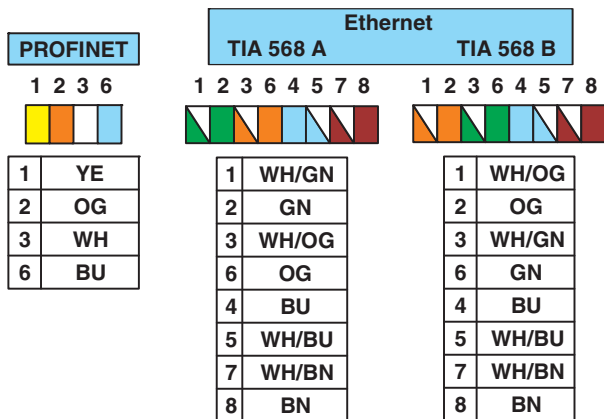 Ethernet
PROFINET
TIA 568 A
TIA 568 B
1 2 3 6
1 2 3 6 4 5 7 8
1 2 3 6 4 5 7 8
1 YE
2 OG
3 WH
6 BU
1 WH/GN
2 GN
3 WH/OG
6 OG
4 BU
5 WH/BU
7 WH/BN
8 BN
1 WH/OG
2 OG
3 WH/GN
6 GN
4 BU
5 WH/BU
7 WH/BN
8 BN